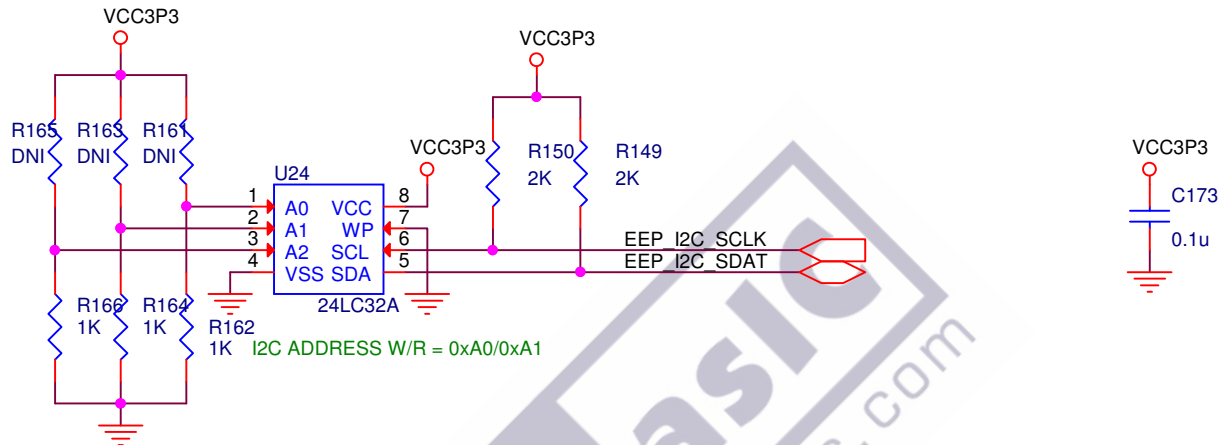 VCC3P3
VCC3P3
R165
DNI
R163
DNI
R161
DNI
VCC3P3
R150
2K
R149
2K
VCC3P3
C173
0.1u
U24
1 A0 VCC 8
2 A1 WP 7
3 A2 SCL 6
4 VSS SDA 5
24LC32A
EEP_I2C_SCLK
EEP_I2C_SDAT
R166
1K
R164
1K
R162
1K
I2C ADDRESS W/R = 0xA0/0xA1
asic
.com